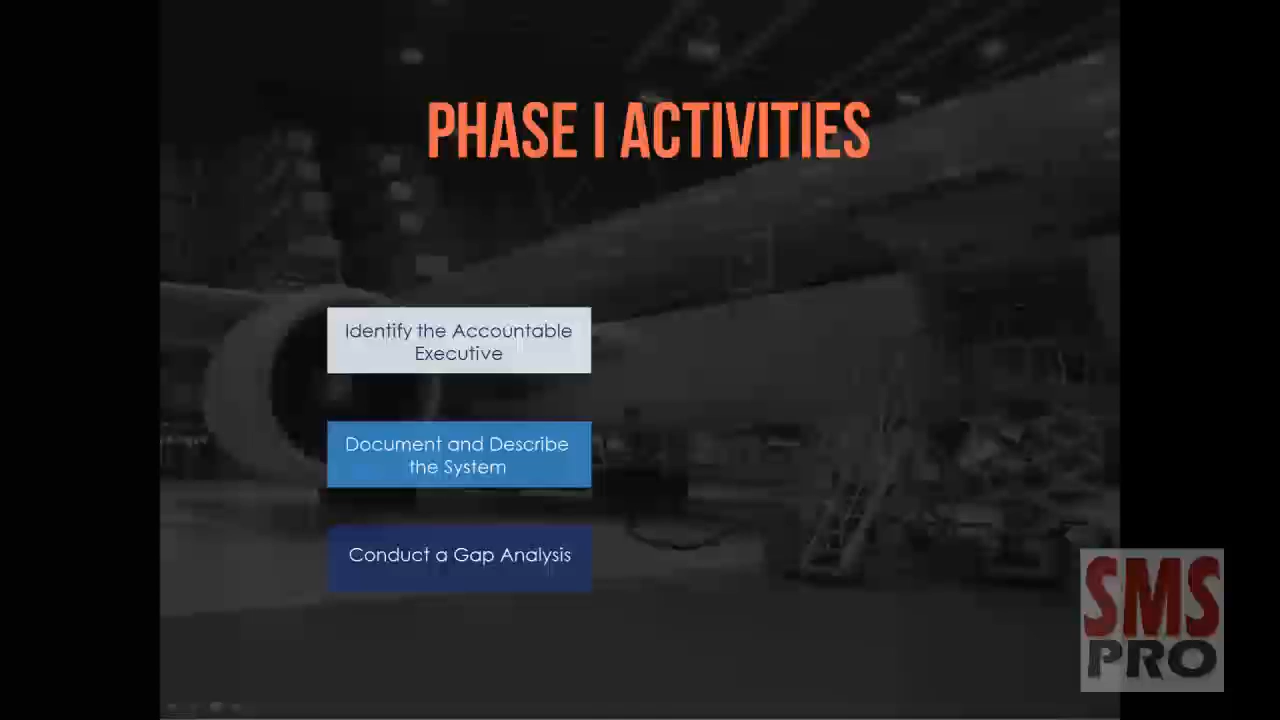 PHASE I ACTIVITIES
Identify the Accountable
Executive
Document and Describe
the System
Conduct a Gap Analysis
SMS
PRO